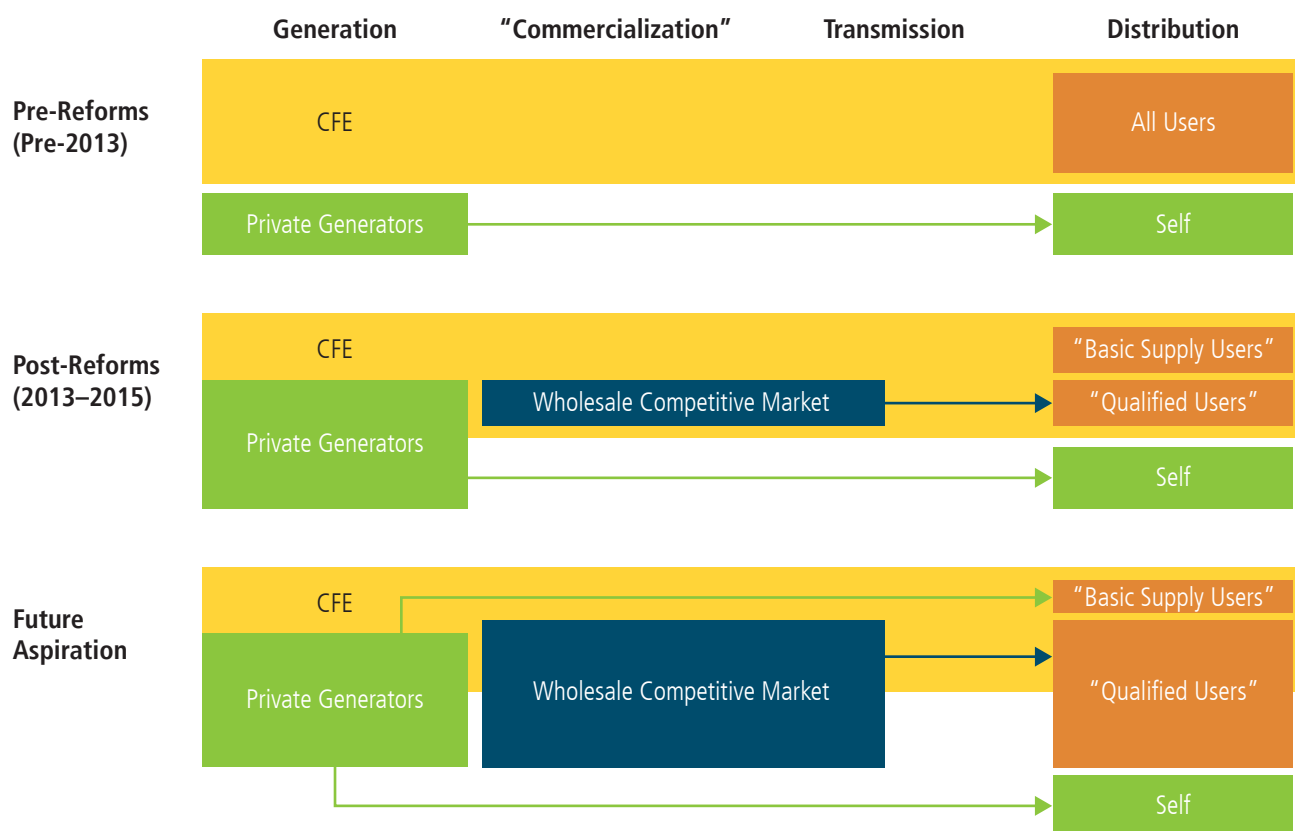 Generation
“Commercialization”
Transmission
Distribution
Pre-Reforms
(Pre-2013)
CFE
All Users
Private Generators
Self
Post-Reforms
(2013–2015)
CFE
“Basic Supply Users”
Wholesale Competitive Market
“Qualified Users”
Private Generators
Self
Future
Aspiration
CFE
“Basic Supply Users”
Private Generators
Wholesale Competitive Market
“Qualified Users”
Self